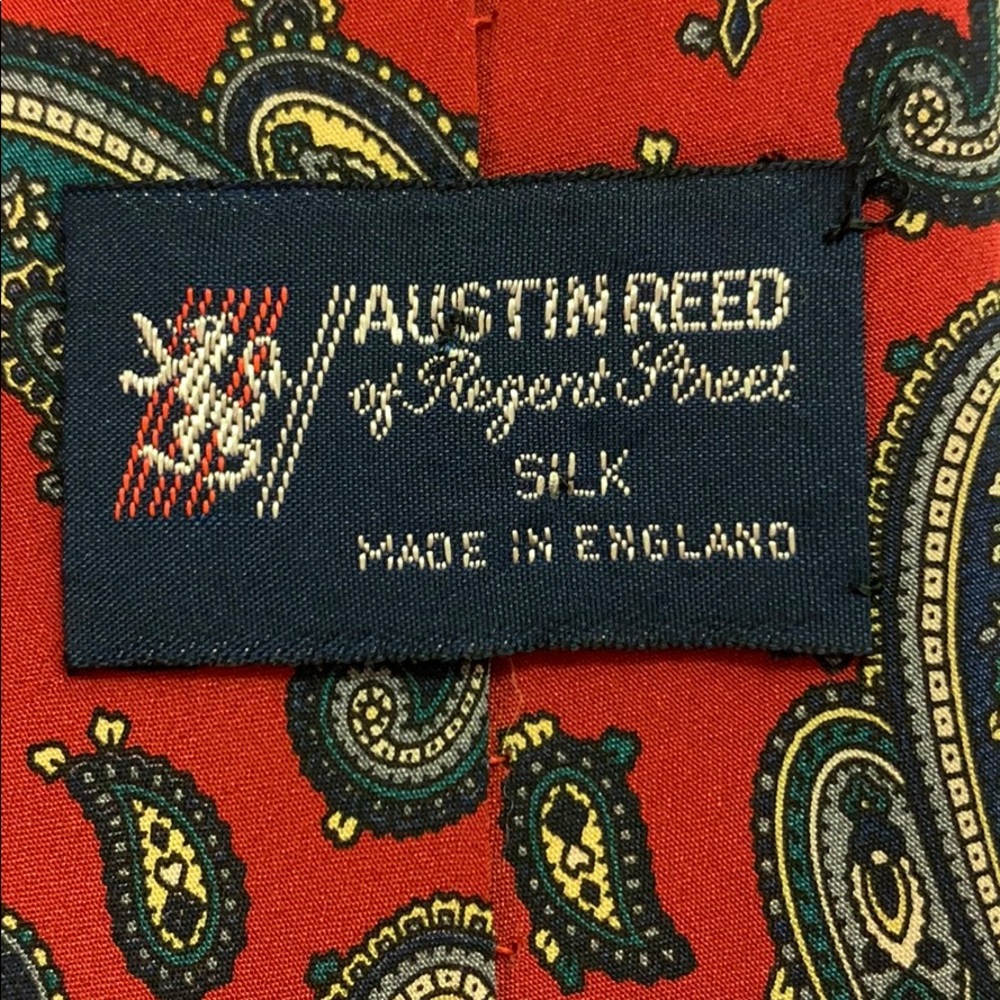 AUSTIN REED
of Regent Street
SILK
MADE IN ENGLAND